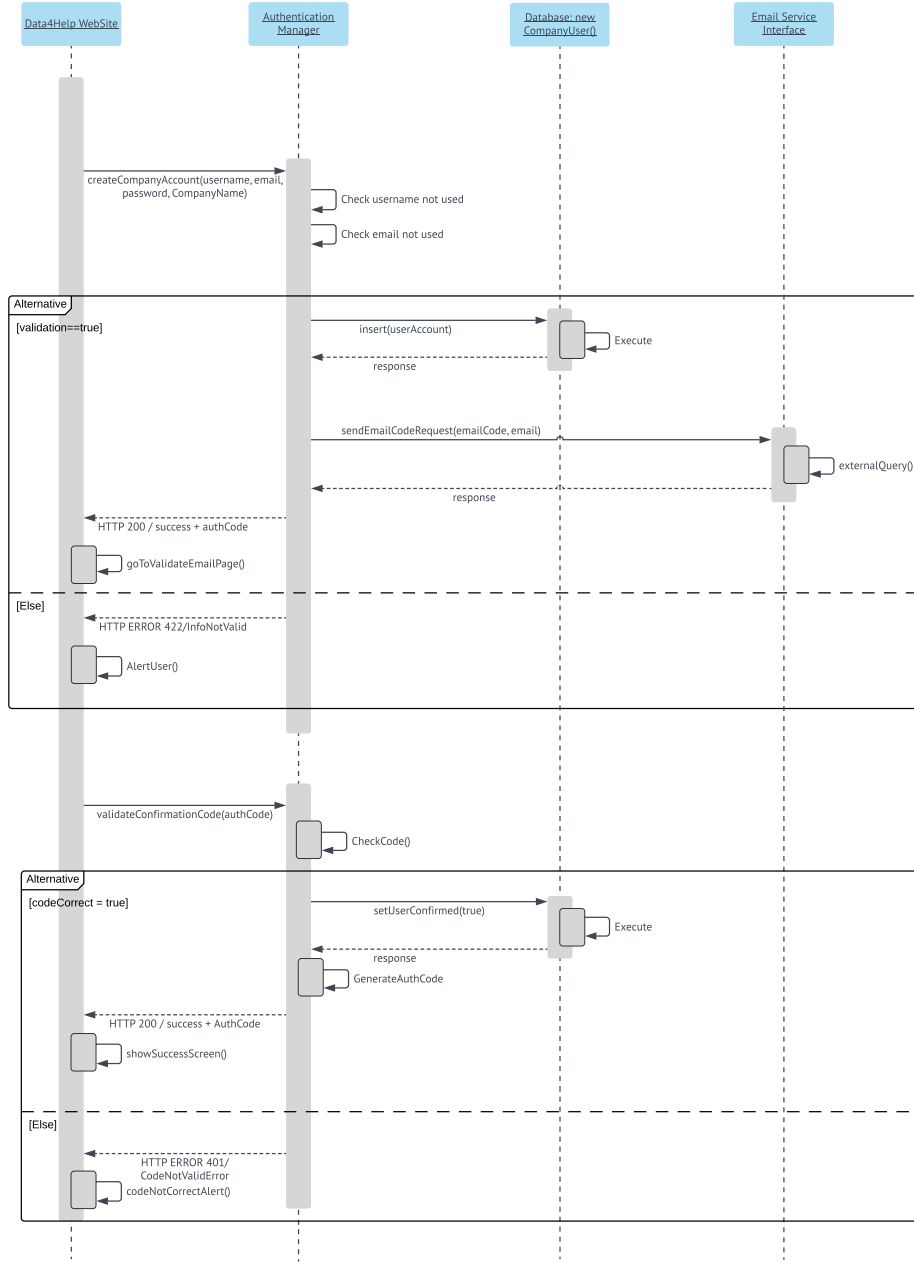 Data4Help WebSite
Authentication
Manager
Database: new
CompanyUser()
Email Service
Interface
createCompanyAccount(username, email,
password, CompanyName)
Check username not used
Check email not used
Alternative
[validation==true]
insert(userAccount)
Execute
response
sendEmailCodeRequest(emailCode, email)
externalQuery()
response
HTTP 200 / success + authCode
goToValidateEmailPage()
[Else]
HTTP ERROR 422/InfoNotValid
AlertUser()
validateConfirmationCode(authCode)
CheckCode()
Alternative
[codeCorrect = true]
setUserConfirmed(true)
Execute
response
GenerateAuthCode
HTTP 200 / success + AuthCode
showSuccessScreen()
[Else]
HTTP ERROR 401/
CodeNotValidError
codeNotCorrectAlert()